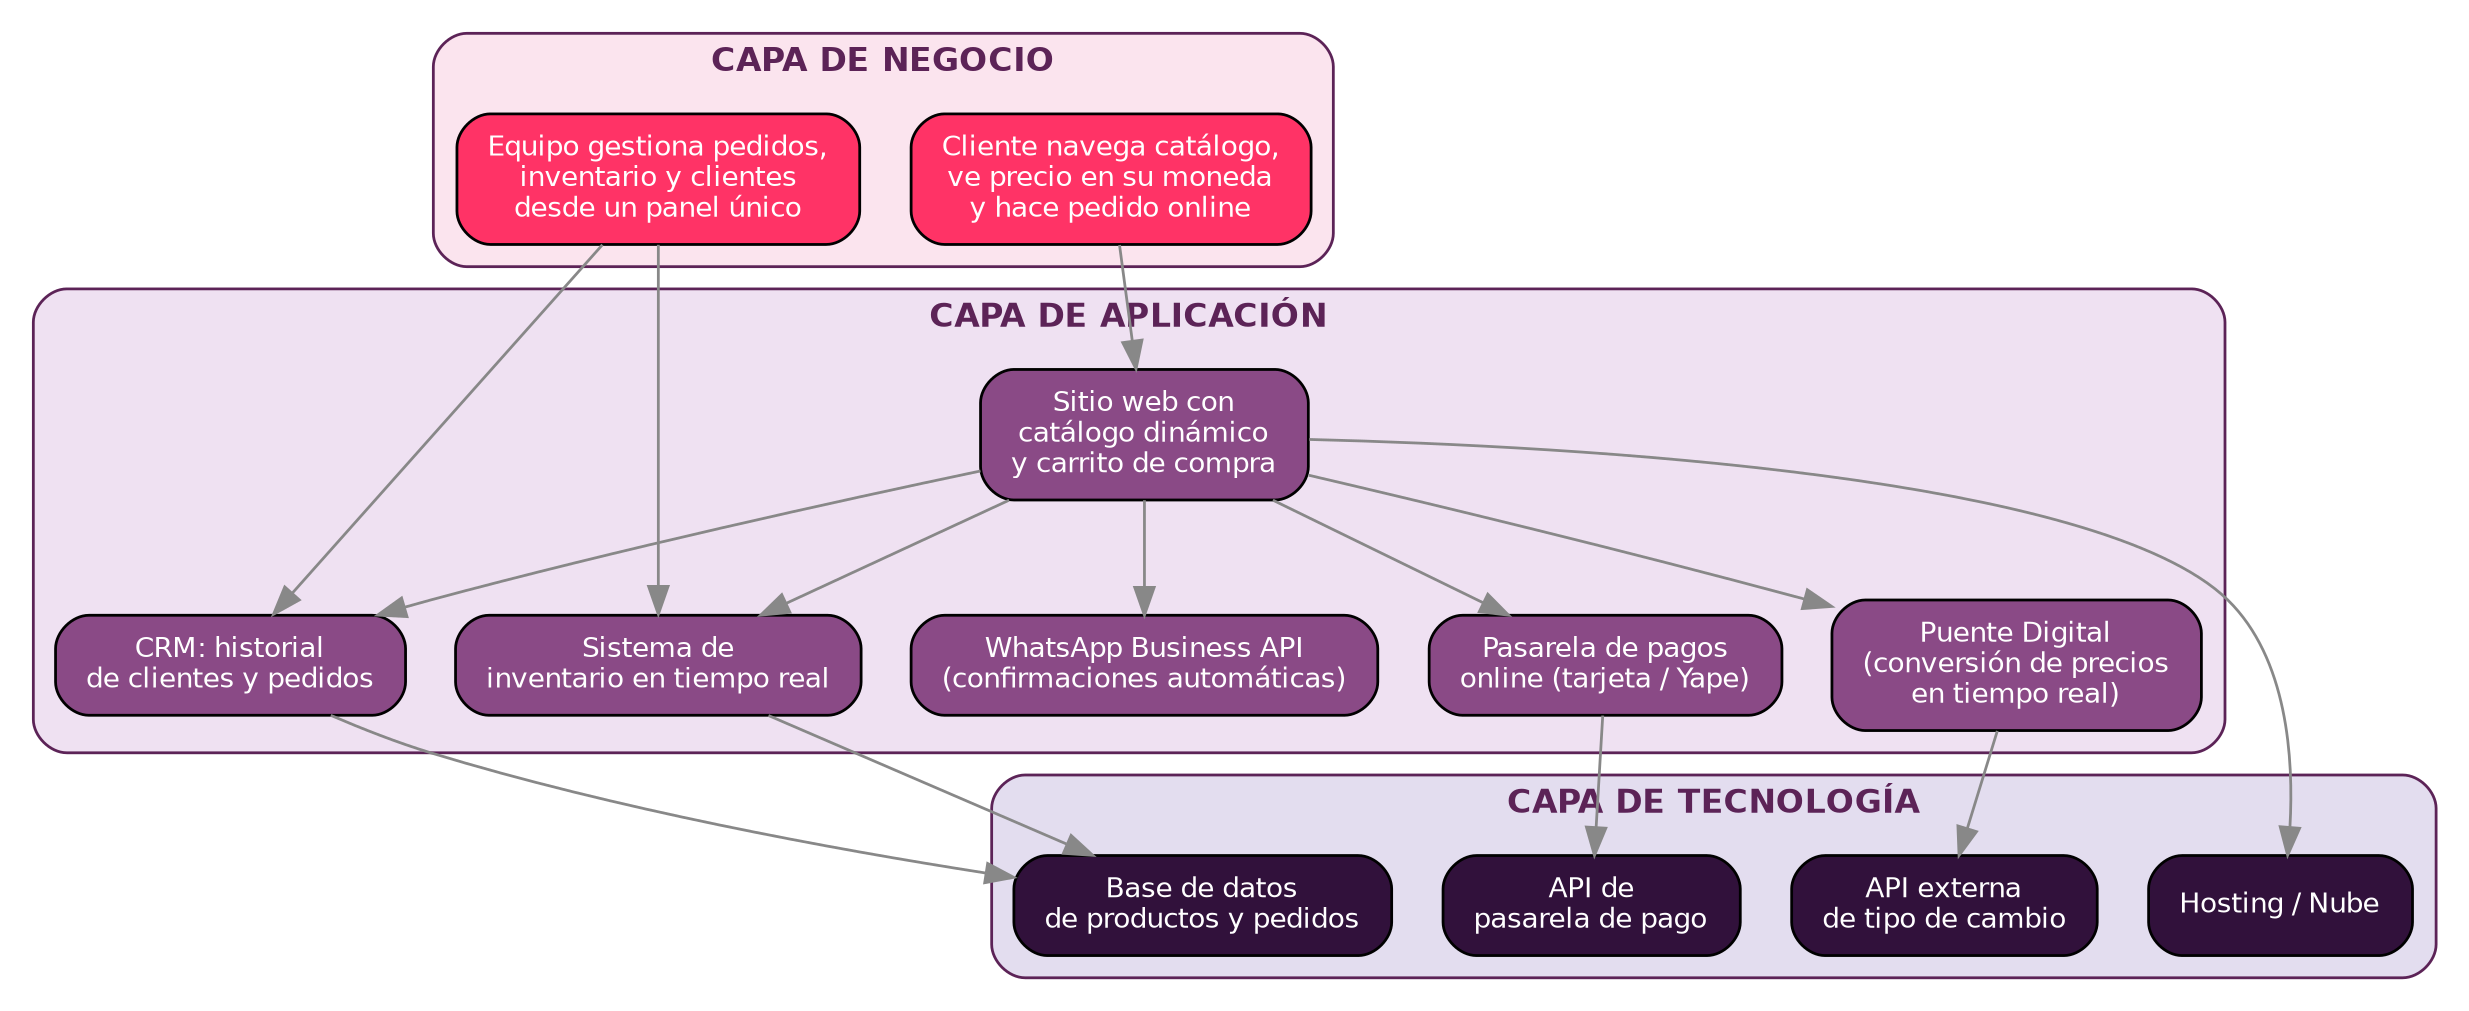 CAPA DE NEGOCIO
Equipo gestiona pedidos,
inventario y clientes
desde un panel único
Cliente navega catálogo,
ve precio en su moneda
y hace pedido online
CAPA DE APLICACIÓN
Sitio web con
catálogo dinámico
y carrito de compra
CRM: historial
de clientes y pedidos
Sistema de
inventario en tiempo real
WhatsApp Business API
(confirmaciones automáticas)
Pasarela de pagos
online (tarjeta / Yape)
Puente Digital
(conversión de precios
en tiempo real)
CAPA DE TECNOLOGÍA
Base de datos
de productos y pedidos
API de
pasarela de pago
API externa
de tipo de cambio
Hosting / Nube